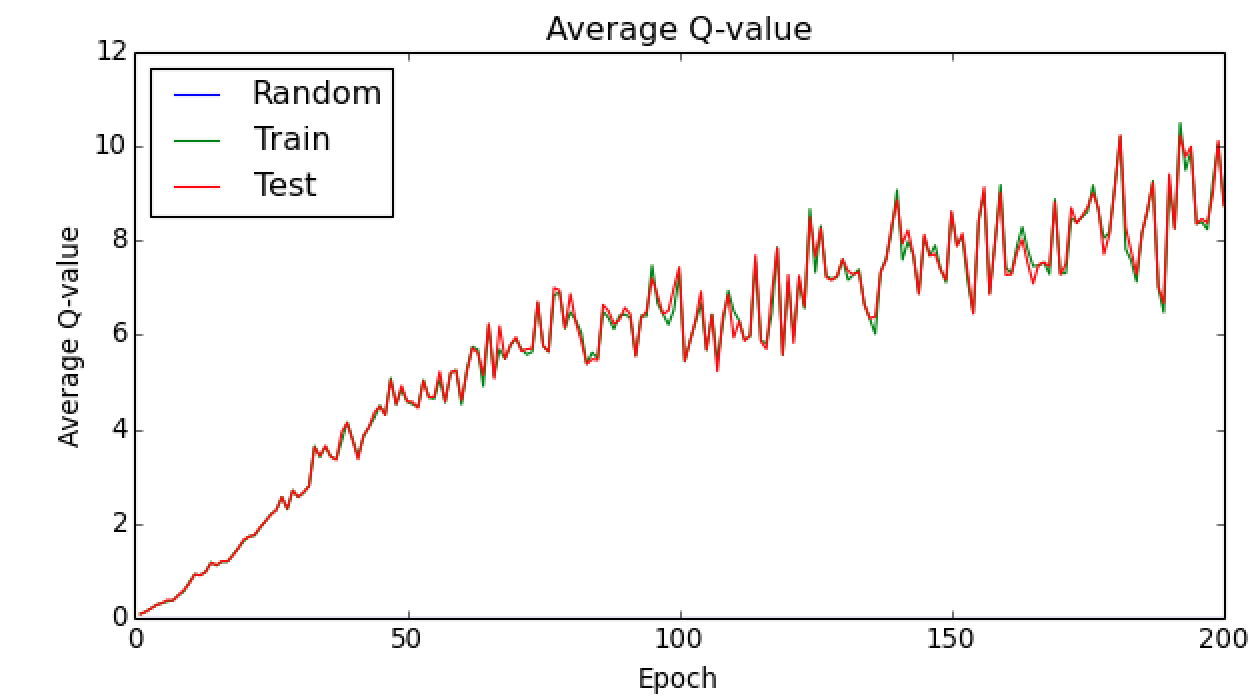 Average Q-value
12
10
8
6
4
2
0
Average Q-value
Random
Train
Test
0 50 100 150 200
Epoch